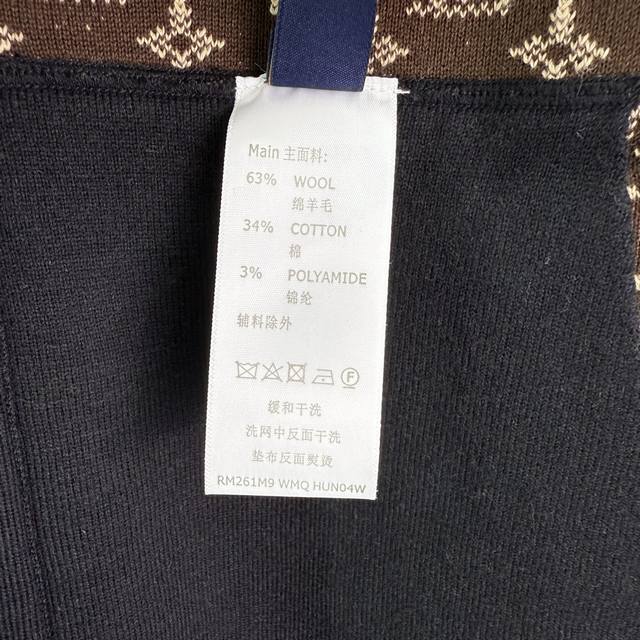 Main 主面料:
63% WOOL
绵羊毛
34% COTTON
棉
3% POLYAMIDE
锦纶
辅料除外
F
缓和干洗
洗网中反面干洗
垫布反面熨烫
RM261M9 WMQ HUN04W